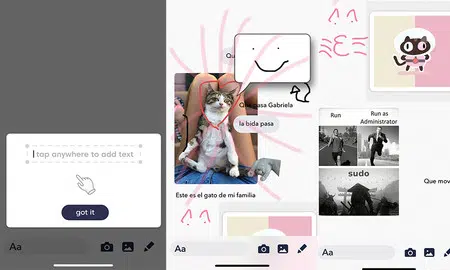 tap anywhere to add text
got it
Aa
Qu
Que pasa Gabriela
la bida pasa
Este es el gato de mi familia
Aa
Run
Run as
Administrator
sudo
Que mov
Aa